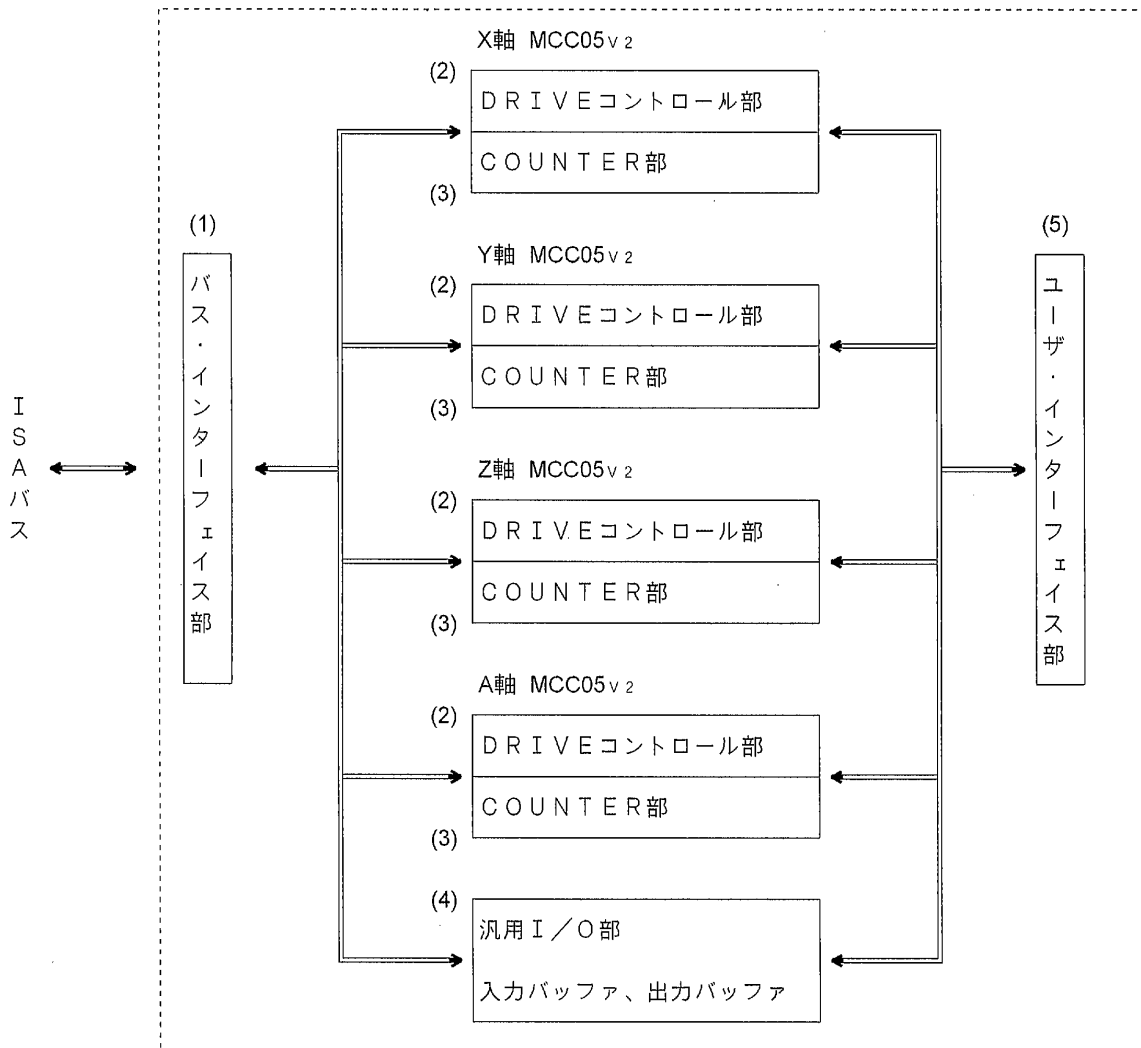 ISAバス
(1)
バス・インターフェイス部
X軸 MCC05v2
(2)
DRIVEコントロール部
COUNTER部
(3)
Y軸 MCC05v2
(2)
DRIVEコントロール部
COUNTER部
(3)
Z軸 MCC05v2
(2)
DRIVEコントロール部
COUNTER部
(3)
A軸 MCC05v2
(2)
DRIVEコントロール部
COUNTER部
(3)
(4)
汎用I/O部
入力バッファ、出力バッファ
(5)
ユーザ・インターフェイス部